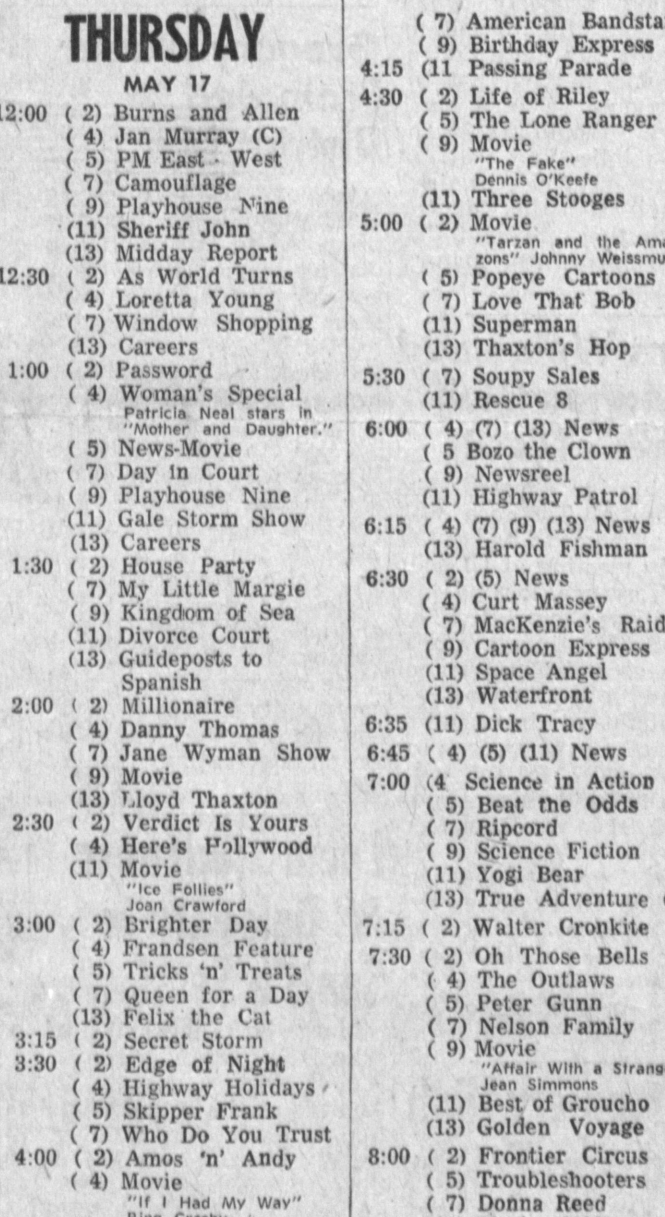 THURSDAY
MAY 17
12:00 ( 2) Burns and Allen
( 4) Jan Murray (C)
( 5) PM East - West
( 7) Camouflage
( 9) Playhouse Nine
(11) Sheriff John
(13) Midday Report
12:30 ( 2) As World Turns
( 4) Loretta Young
( 7) Window Shopping
(13) Careers
1:00 ( 2) Password
( 4) Woman's Special
Patricia Neal stars in
"Mother and Daughter."
( 5) News-Movie
( 7) Day in Court
( 9) Playhouse Nine
(11) Gale Storm Show
(13) Careers
1:30 ( 2) House Party
( 7) My Little Margie
( 9) Kingdom of Sea
(11) Divorce Court
(13) Guideposts to
Spanish
2:00 ( 2) Millionaire
( 4) Danny Thomas
( 7) Jane Wyman Show
( 9) Movie
(13) Lloyd Thaxton
2:30 ( 2) Verdict Is Yours
( 4) Here's Hollywood
(11) Movie
"Ice Follies"
Joan Crawford
3:00 ( 2) Brighter Day
( 4) Frandsen Feature
( 5) Tricks 'n' Treats
( 7) Queen for a Day
(13) Felix the Cat
3:15 ( 2) Secret Storm
3:30 ( 2) Edge of Night
( 4) Highway Holidays
( 5) Skipper Frank
( 7) Who Do You Trust
4:00 ( 2) Amos 'n' Andy
( 4) Movie
"If I Had My Way"
( 7) American Bandsta
( 9) Birthday Express
4:15 (11 Passing Parade
4:30 ( 2) Life of Riley
( 5) The Lone Ranger
( 9) Movie
"The Fake"
Dennis O'Keefe
(11) Three Stooges
5:00 ( 2) Movie
"Tarzan and the Ama
zons" Johnny Weissmu
( 5) Popeye Cartoons
( 7) Love That Bob
(11) Superman
(13) Thaxton's Hop
5:30 ( 7) Soupy Sales
(11) Rescue 8
6:00 ( 4) (7) (13) News
( 5 Bozo the Clown
( 9) Newsreel
(11) Highway Patrol
6:15 ( 4) (7) (9) (13) News
(13) Harold Fishman
6:30 ( 2) (5) News
( 4) Curt Massey
( 7) MacKenzie's Raid
( 9) Cartoon Express
(11) Space Angel
(13) Waterfront
6:35 (11) Dick Tracy
6:45 ( 4) (5) (11) News
7:00 (4 Science in Action
( 5) Beat the Odds
( 7) Ripcord
( 9) Science Fiction
(11) Yogi Bear
(13) True Adventure
7:15 ( 2) Walter Cronkite
7:30 ( 2) Oh Those Bells
( 4) The Outlaws
( 5) Peter Gunn
( 7) Nelson Family
( 9) Movie
"Affair With a Strang
Jean Simmons
(11) Best of Groucho
(13) Golden Voyage
8:00 ( 2) Frontier Circus
( 5) Troubleshooters
( 7) Donna Reed